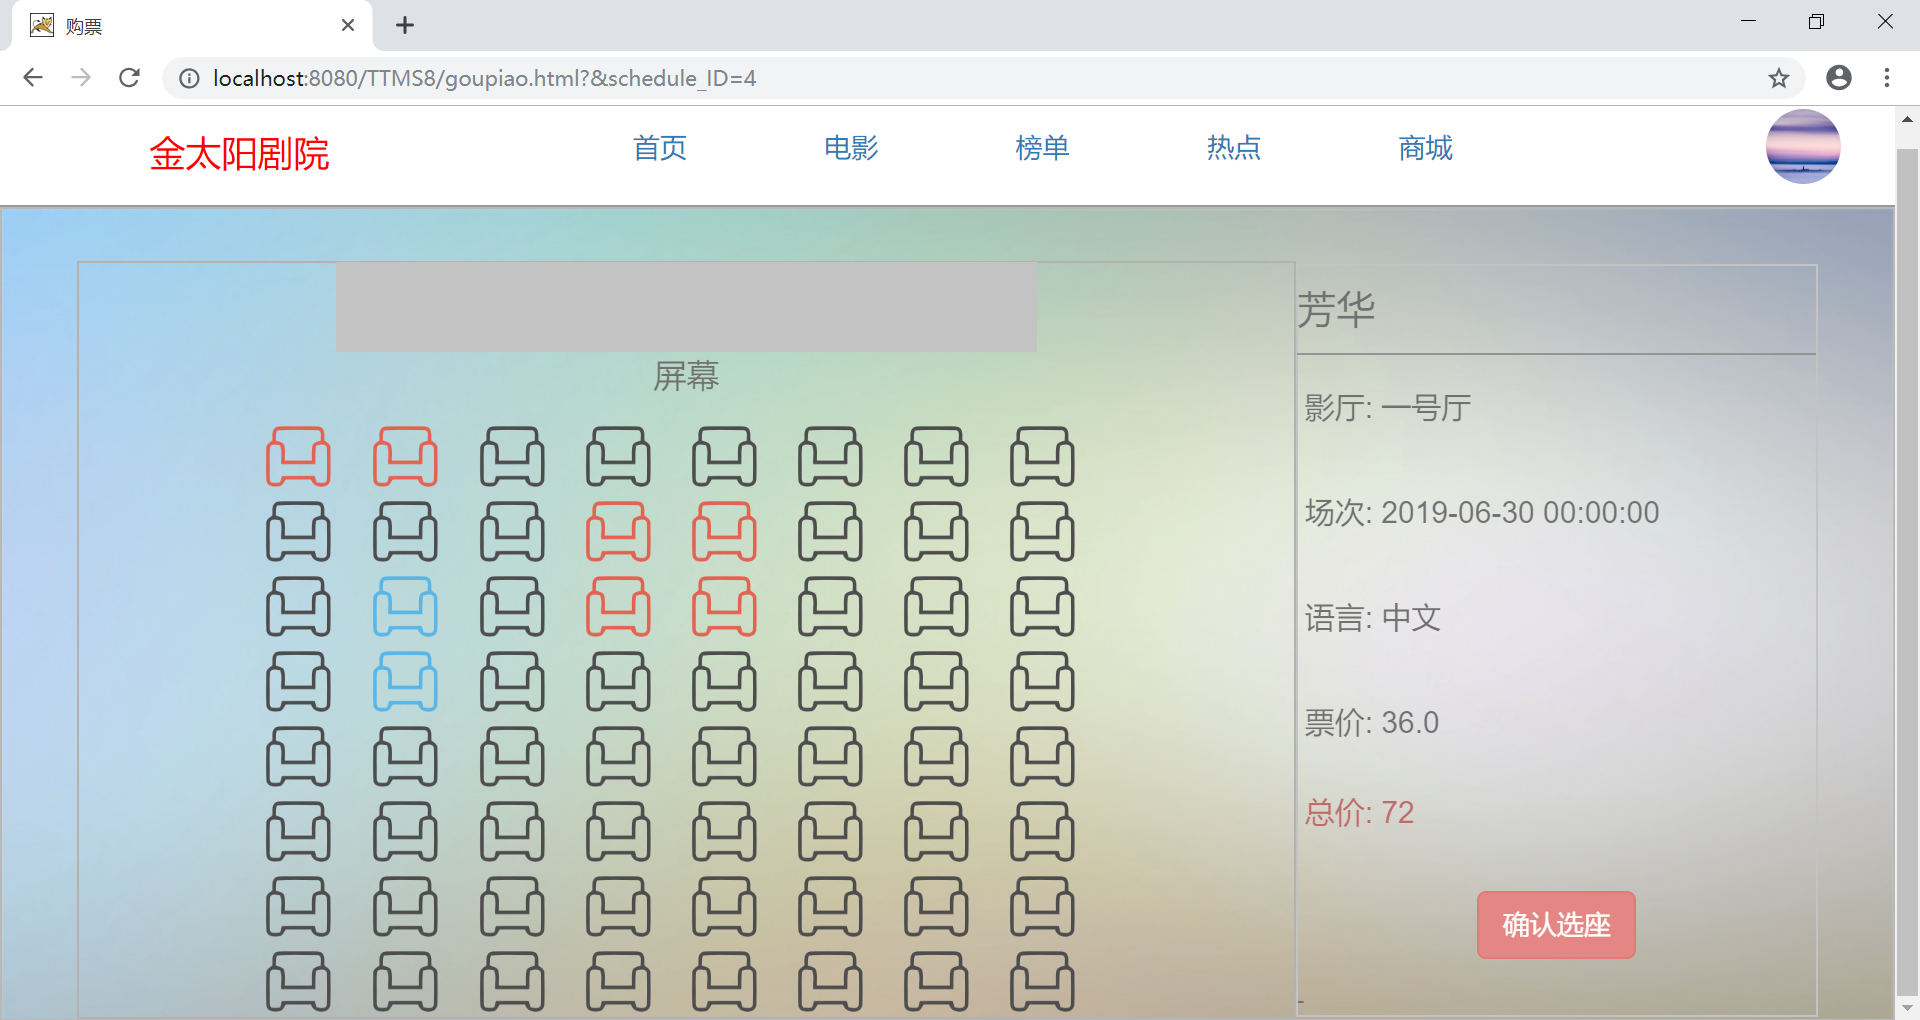 购票
localhost:8080/TTMS8/goupiao.html?&schedule_ID=4
金太阳剧院
首页
电影
榜单
热点
商城
屏幕
芳华
影厅: 一号厅
场次: 2019-06-30 00:00:00
语言: 中文
票价: 36.0
总价: 72
确认选座
-